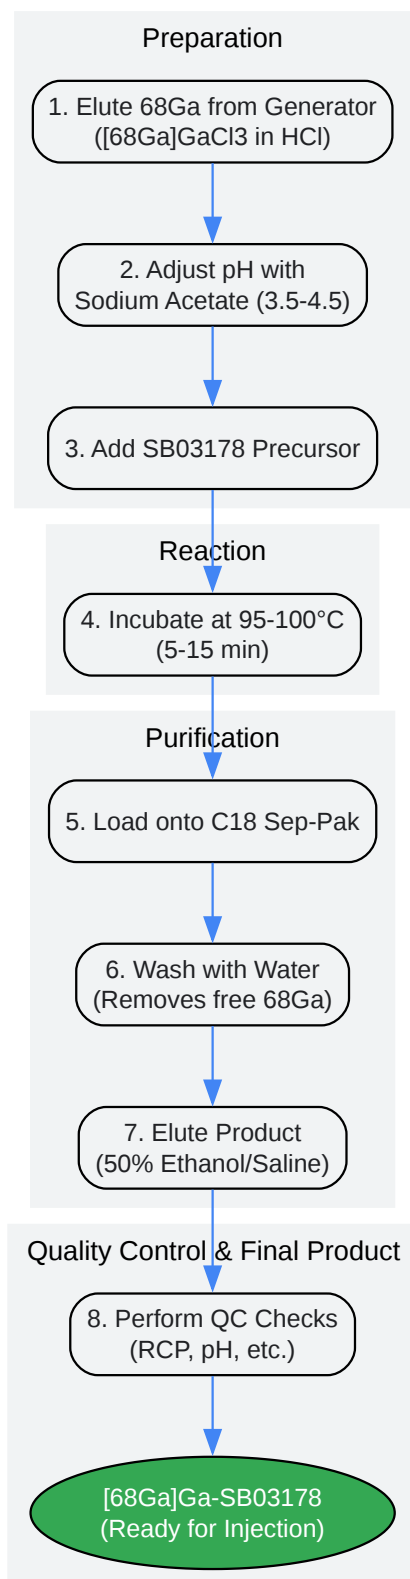 Preparation
1. Elute 68Ga from Generator
([68Ga]GaCl3 in HCl)
2. Adjust pH with
Sodium Acetate (3.5-4.5)
3. Add SB03178 Precursor
Reaction
4. Incubate at 95-100°C
(5-15 min)
Purification
5. Load onto C18 Sep-Pak
6. Wash with Water
(Removes free 68Ga)
7. Elute Product
(50% Ethanol/Saline)
Quality Control & Final Product
8. Perform QC Checks
(RCP, pH, etc.)
[68Ga]Ga-SB03178
(Ready for Injection)